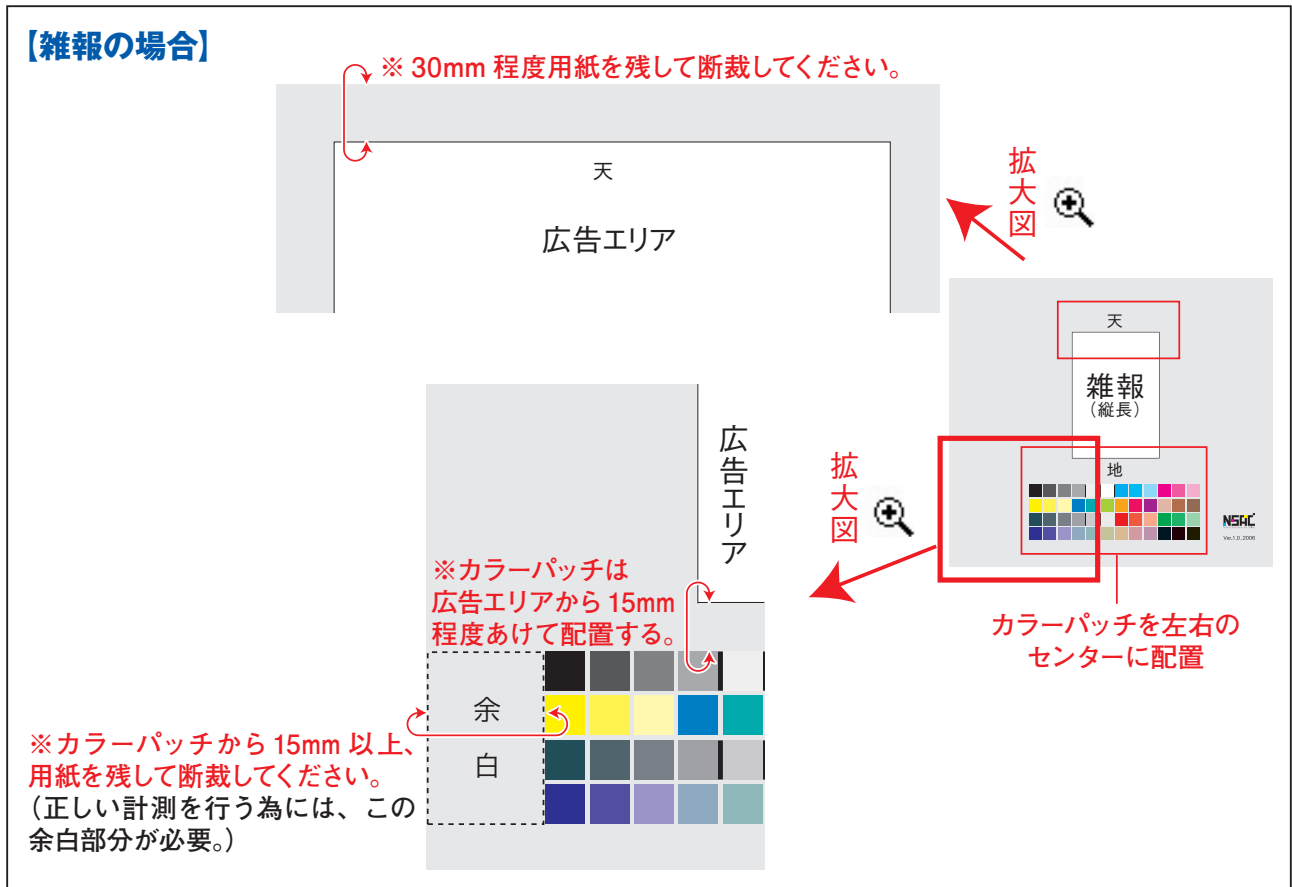 【雑報の場合】
※ 30mm 程度用紙を残して断裁してください。
天
広告エリア
拡大図
天
雑報
（縦長）
地
NSAC
Ver.1.0_2006
カラーパッチを左右の
センターに配置
拡大図
広告エリア
※カラーパッチは
広告エリアから 15mm
程度あけて配置する。
余
白
※カラーパッチから 15mm 以上、
用紙を残して断裁してください。
（正しい計測を行う為には、この
余白部分が必要。）